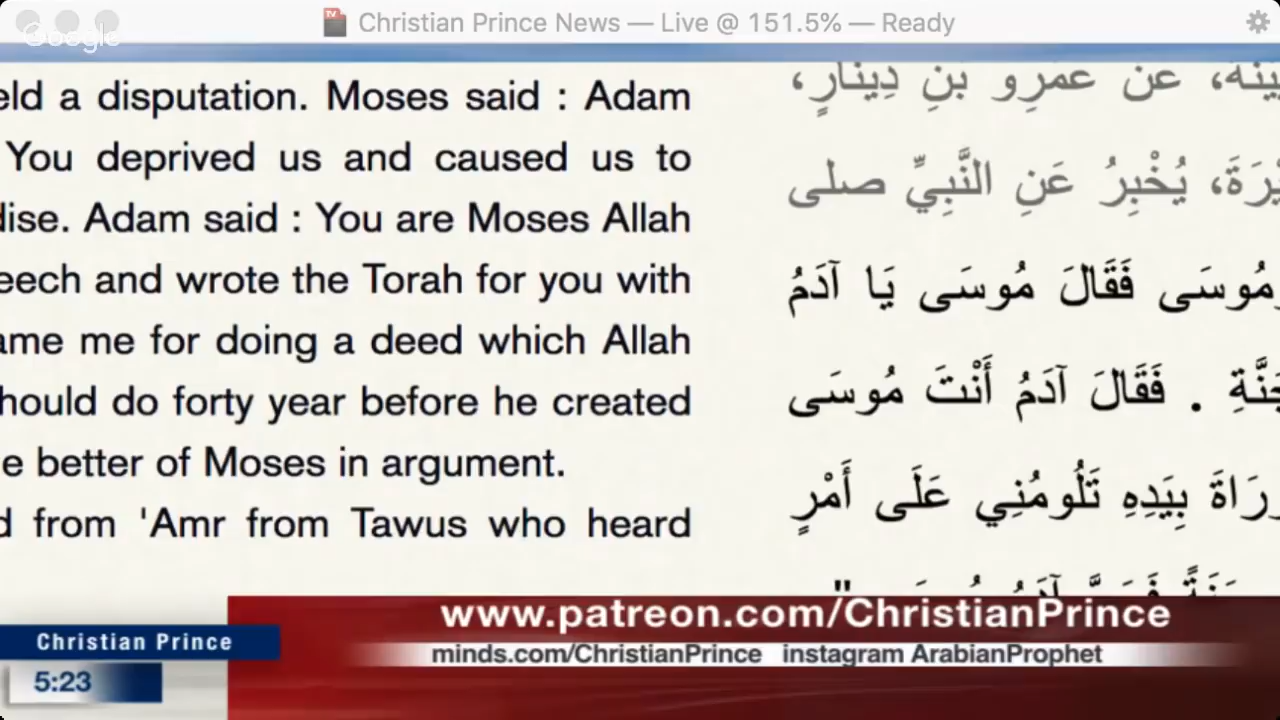 Christian Prince News — Live @ 151.5% — Ready
Google
eld a disputation. Moses said : Adam
You deprived us and caused us to
dise. Adam said : You are Moses Allah
eech and wrote the Torah for you with
ame me for doing a deed which Allah
hould do forty year before he created
e better of Moses in argument.
d from 'Amr from Tawus who heard
عَنْ عَمْرِو بْنِ دِينَارٍ،
يُخْبِرُ عَنِ النَّبِيِّ صلى
مُوسَى فَقَالَ مُوسَى يَا آدَمُ
فَقَالَ آدَمُ أَنْتَ مُوسَى
بِيَدِهِ تَلُومُنِي عَلَى أَمْرٍ
www.patreon.com/ChristianPrince
minds.com/ChristianPrince instagram ArabianProphet
Christian Prince
5:23